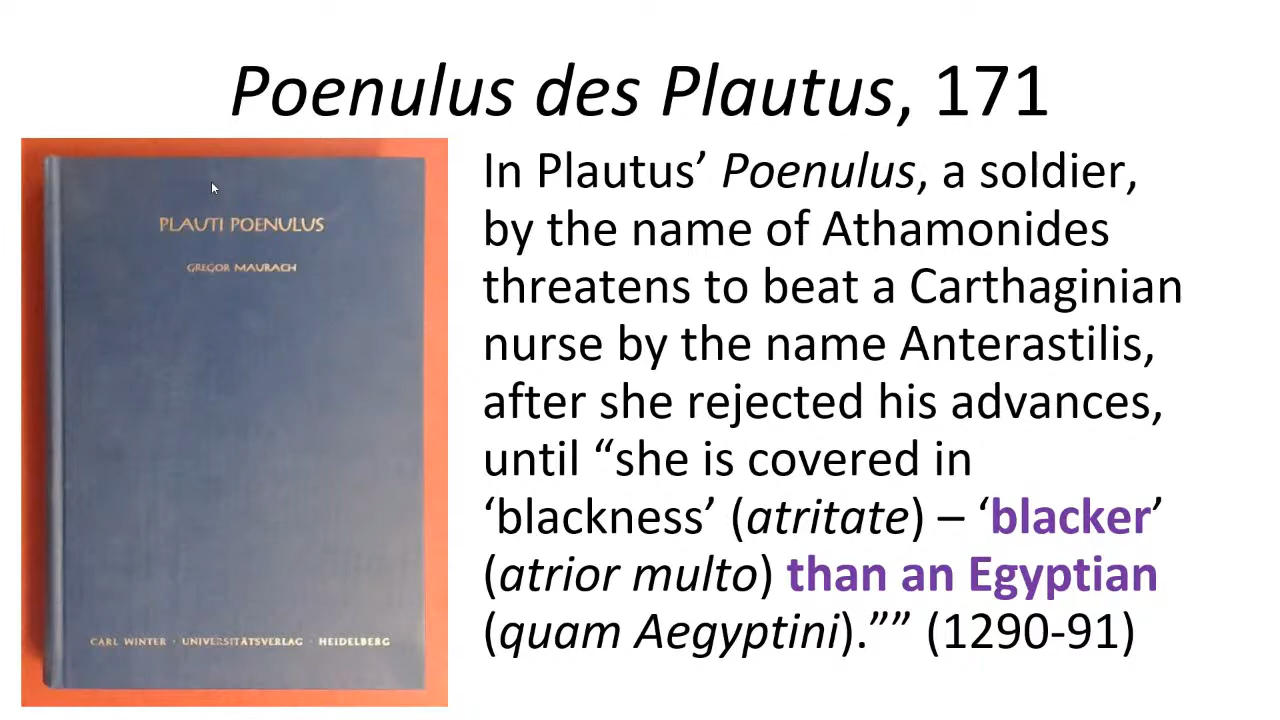 Poenulus des Plautus, 171
PLAUTI POENULUS
GREGOR MAURACH
CARL WINTER · UNIVERSITÄTSVERLAG · HEIDELBERG
In Plautus’ Poenulus, a soldier,
by the name of Athamonides
threatens to beat a Carthaginian
nurse by the name Anterastilis,
after she rejected his advances,
until “she is covered in
‘blackness’ (atritate) – ‘blacker’
(atrior multo) than an Egyptian
(quam Aegyptini).”” (1290-91)